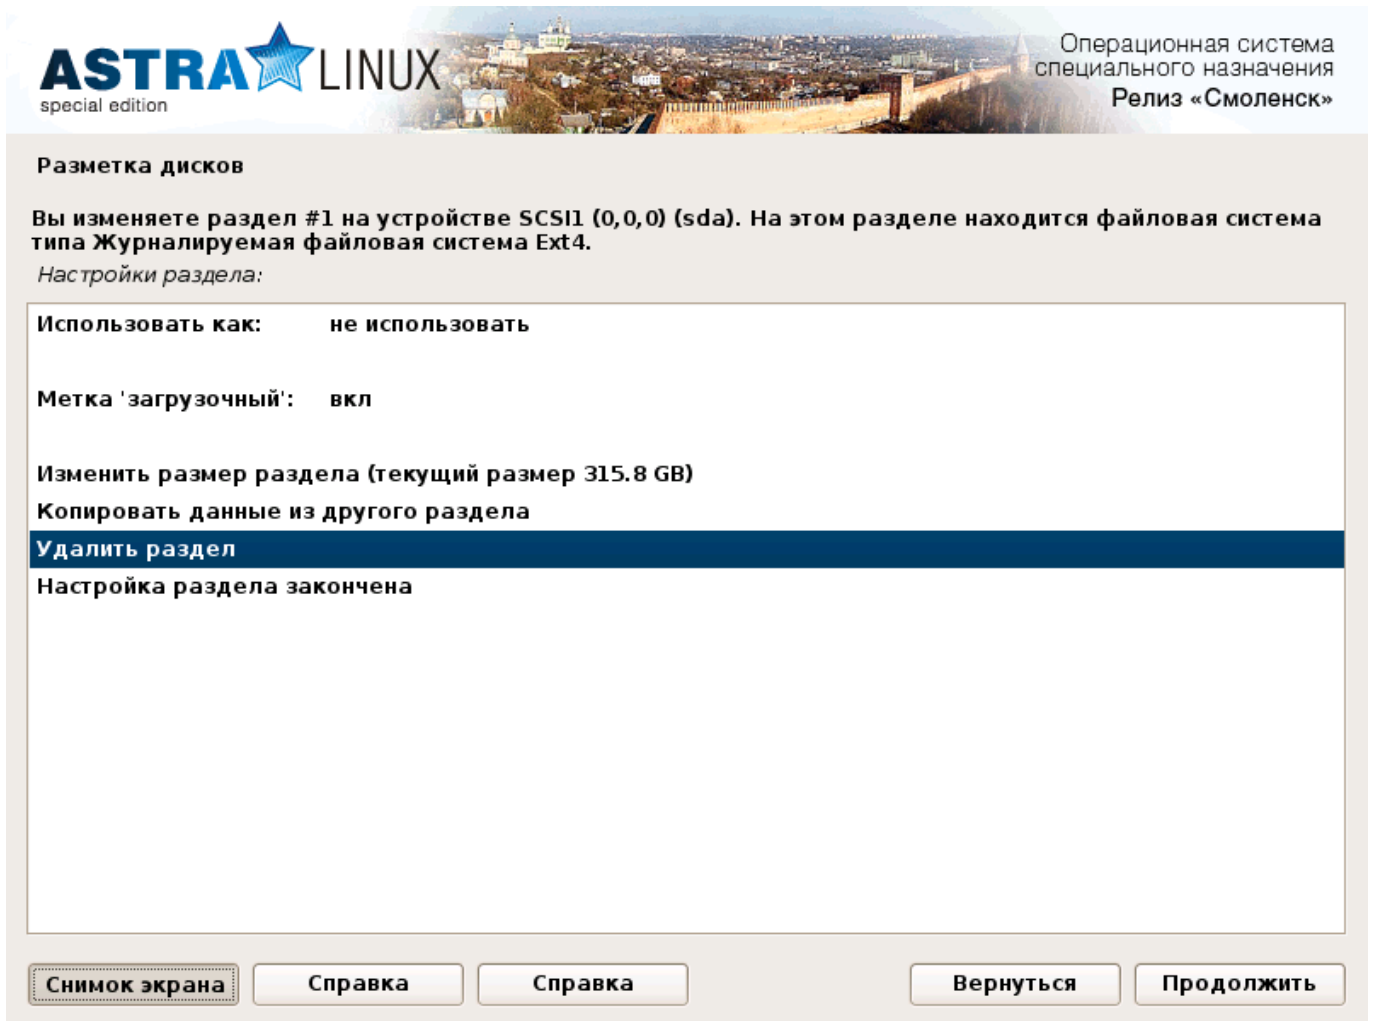 ASTRA LINUX
special edition
Операционная система
специального назначения
Релиз «Смоленск»
Разметка дисков
Вы изменяете раздел #1 на устройстве SCSI1 (0,0,0) (sda). На этом разделе находится файловая система
типа Журналируемая файловая система Ext4.
Настройки раздела:
Использовать как: не использовать
Метка 'загрузочный': вкл
Изменить размер раздела (текущий размер 315.8 GB)
Копировать данные из другого раздела
Удалить раздел
Настройка раздела закончена
Снимок экрана Справка Справка Вернуться Продолжить